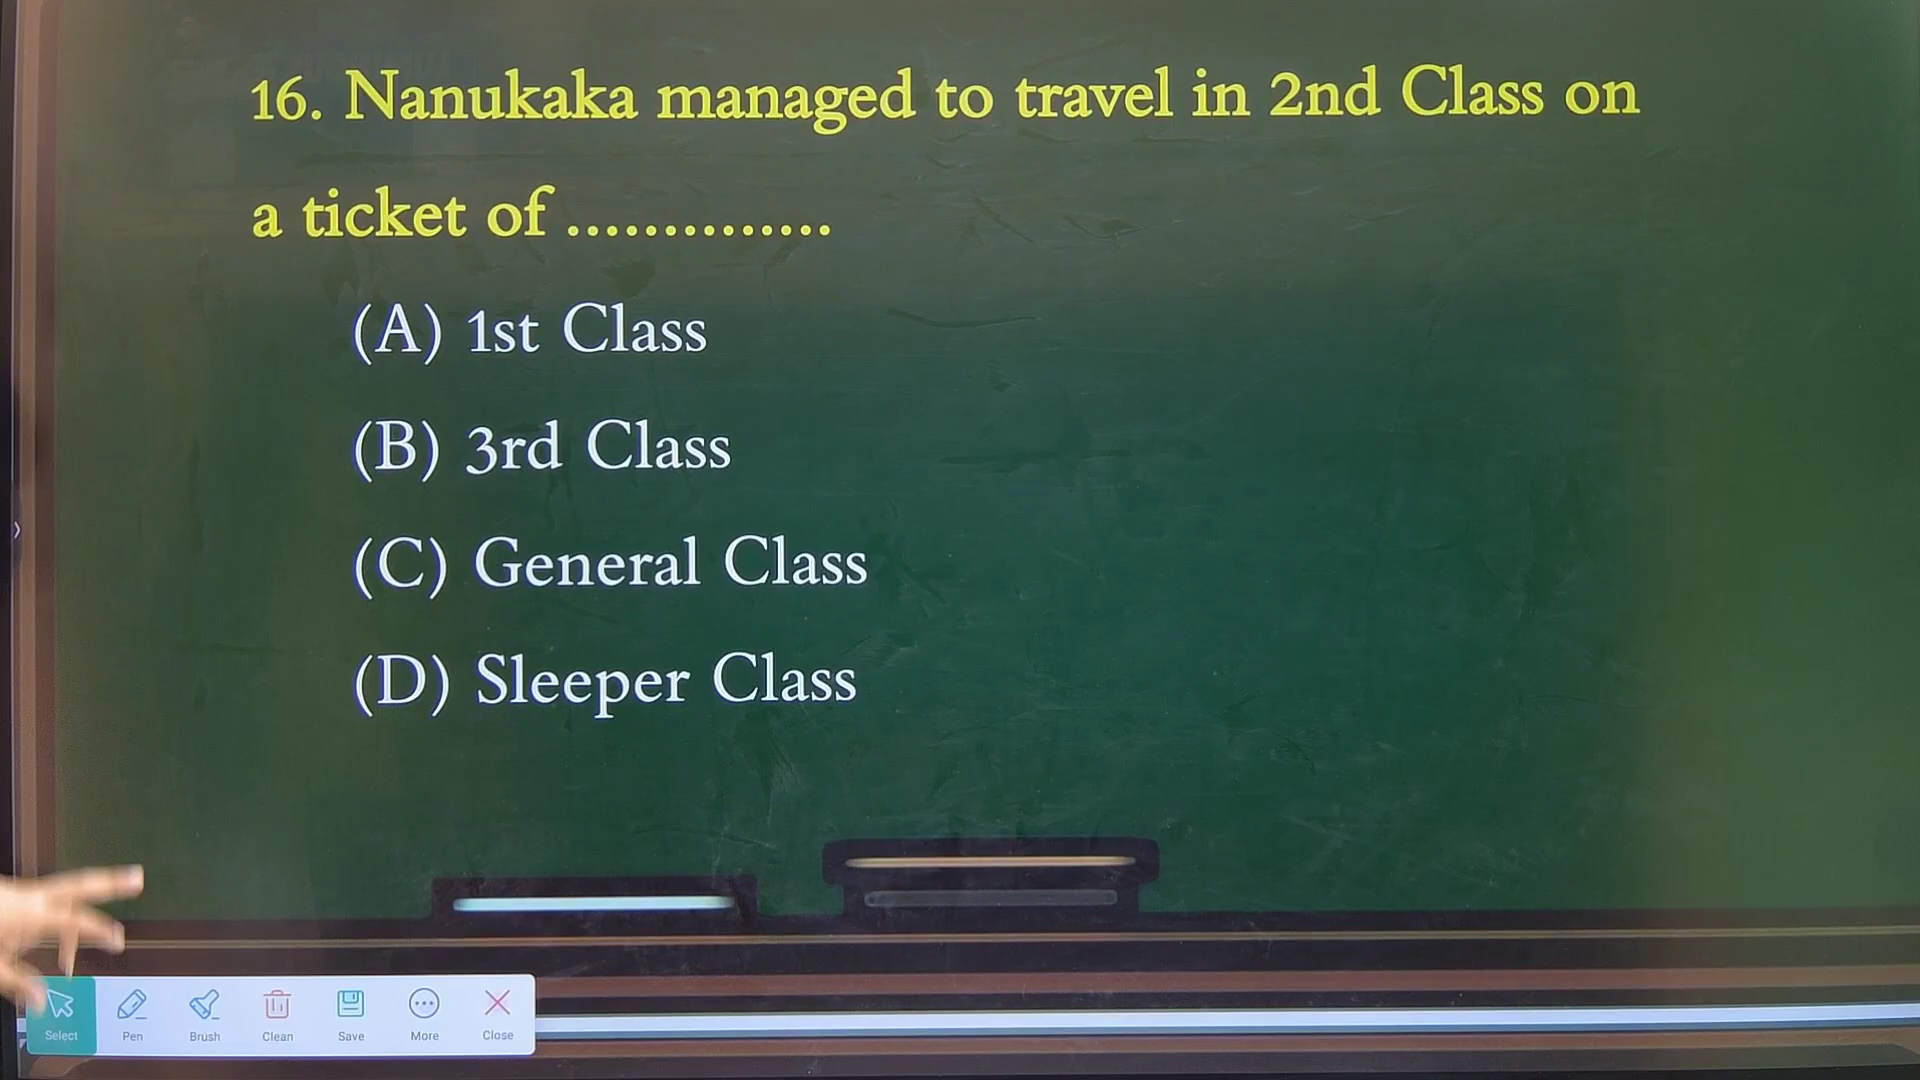 16. Nanukaka managed to travel in 2nd Class on
a ticket of ..............
(A) 1st Class
(B) 3rd Class
(C) General Class
(D) Sleeper Class
Select Pen Brush Clean Save More Close